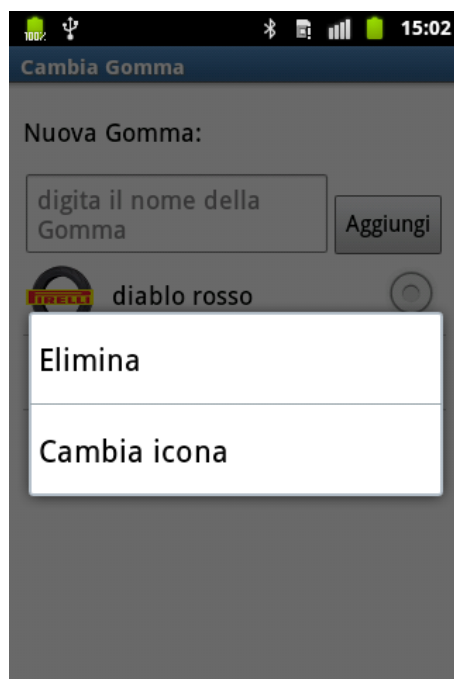 100% 15:02
Cambia Gomma
Nuova Gomma:
digita il nome della
Gomma
Aggiungi
PIRELLI diablo rosso
Elimina
Cambia icona